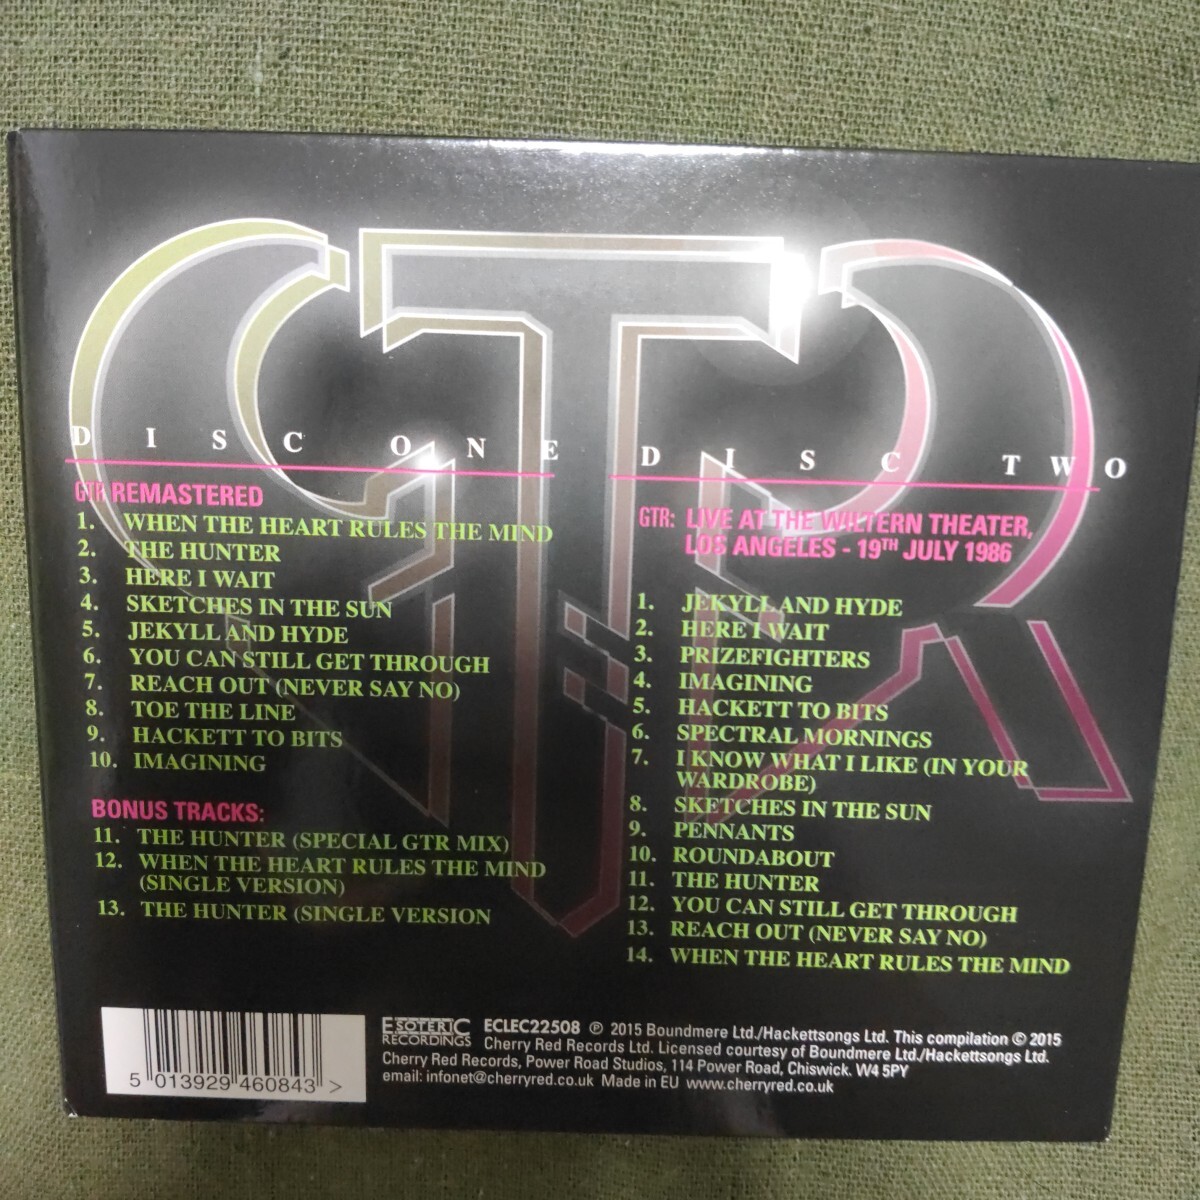 GTR
DISC ONE
GTR REMASTERED
1. WHEN THE HEART RULES THE MIND
2. THE HUNTER
3. HERE I WAIT
4. SKETCHES IN THE SUN
5. JEKYLL AND HYDE
6. YOU CAN STILL GET THROUGH
7. REACH OUT (NEVER SAY NO)
8. TOE THE LINE
9. HACKETT TO BITS
10. IMAGINING
BONUS TRACKS:
11. THE HUNTER (SPECIAL GTR MIX)
12. WHEN THE HEART RULES THE MIND
(SINGLE VERSION)
13. THE HUNTER (SINGLE VERSION
DISC TWO
GTR: LIVE AT THE WILTERN THEATER,
LOS ANGELES - 19TH JULY 1986
1. JEKYLL AND HYDE
2. HERE I WAIT
3. PRIZEFIGHTERS
4. IMAGINING
5. HACKETT TO BITS
6. SPECTRAL MORNINGS
7. I KNOW WHAT I LIKE (IN YOUR
WARDROBE)
8. SKETCHES IN THE SUN
9. PENNANTS
10. ROUNDABOUT
11. THE HUNTER
12. YOU CAN STILL GET THROUGH
13. REACH OUT (NEVER SAY NO)
14. WHEN THE HEART RULES THE MIND
5 013929 460843 >
ESOTERIC
RECORDINGS
ECLEC22508 ℗ 2015 Boundmere Ltd./Hackettsongs Ltd. This compilation © 2015
Cherry Red Records Ltd. Licensed courtesy of Boundmere Ltd./Hackettsongs Ltd.
Cherry Red Records, Power Road Studios, 114 Power Road, Chiswick. W4 5PY
email: infonet@cherryred.co.uk Made in EU www.cherryred.co.uk